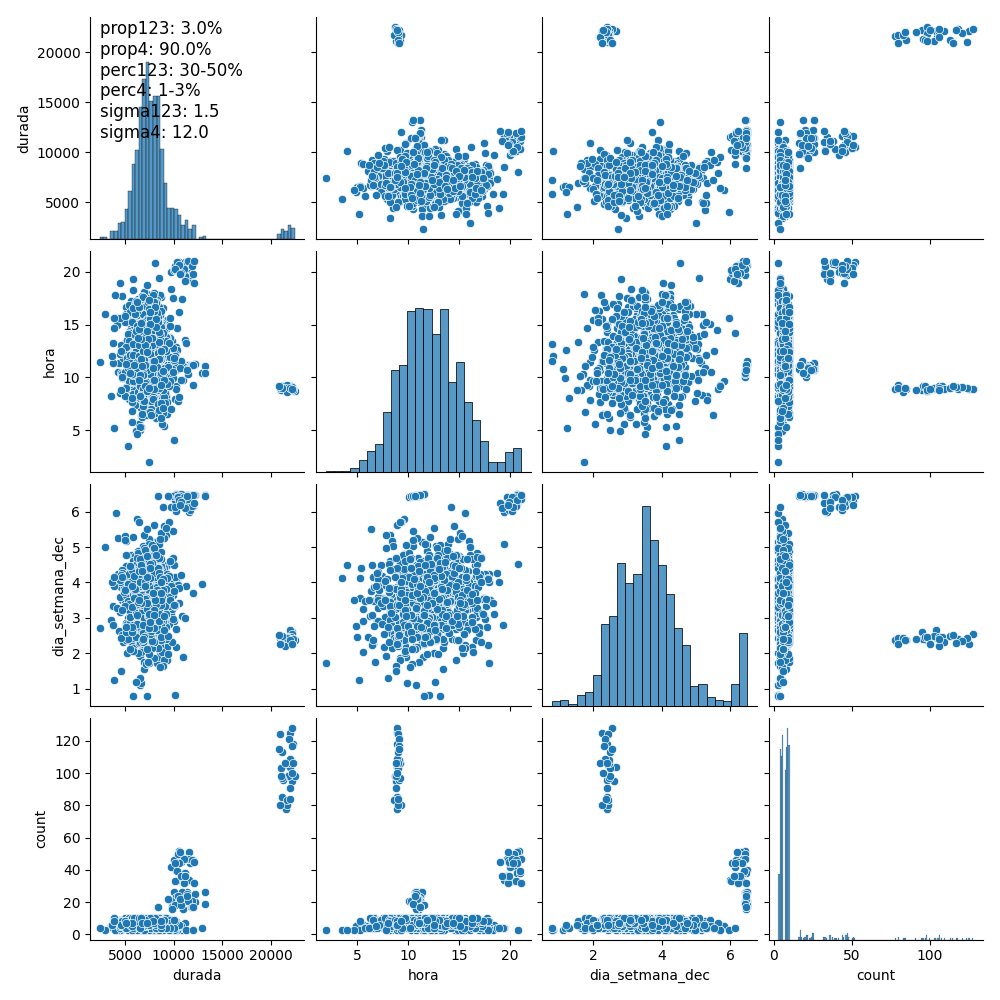 prop123: 3.0%
prop4: 90.0%
perc123: 30-50%
perc4: 1-3%
sigma123: 1.5
sigma4: 12.0
durada
20000
15000
10000
5000
hora
20
15
10
5
dia_setmana_dec
6
5
4
3
2
1
count
120
100
80
60
40
20
0
5000 10000 15000 20000
5 10 15 20
2 4 6
0 50 100
durada hora dia_setmana_dec count